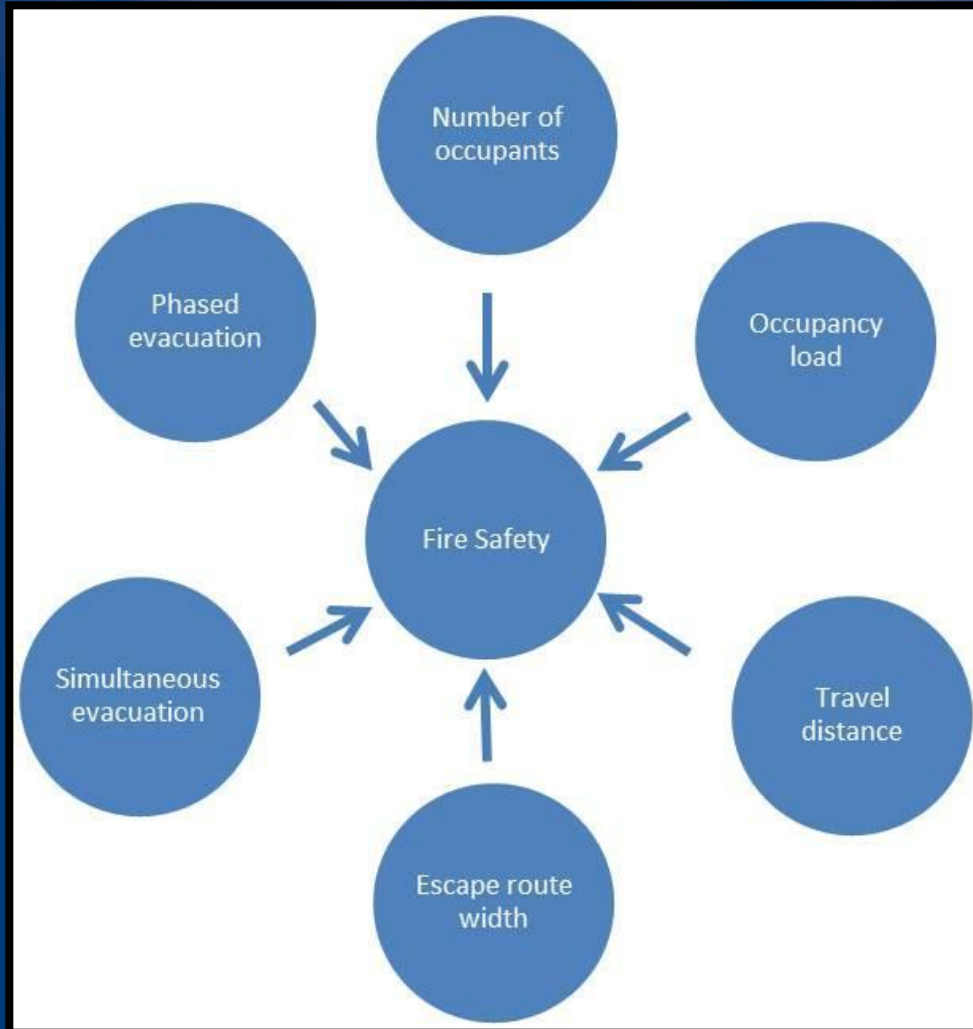 Number of
occupants
Phased
evacuation
Occupancy
load
Fire Safety
Simultaneous
evacuation
Travel
distance
Escape route
width